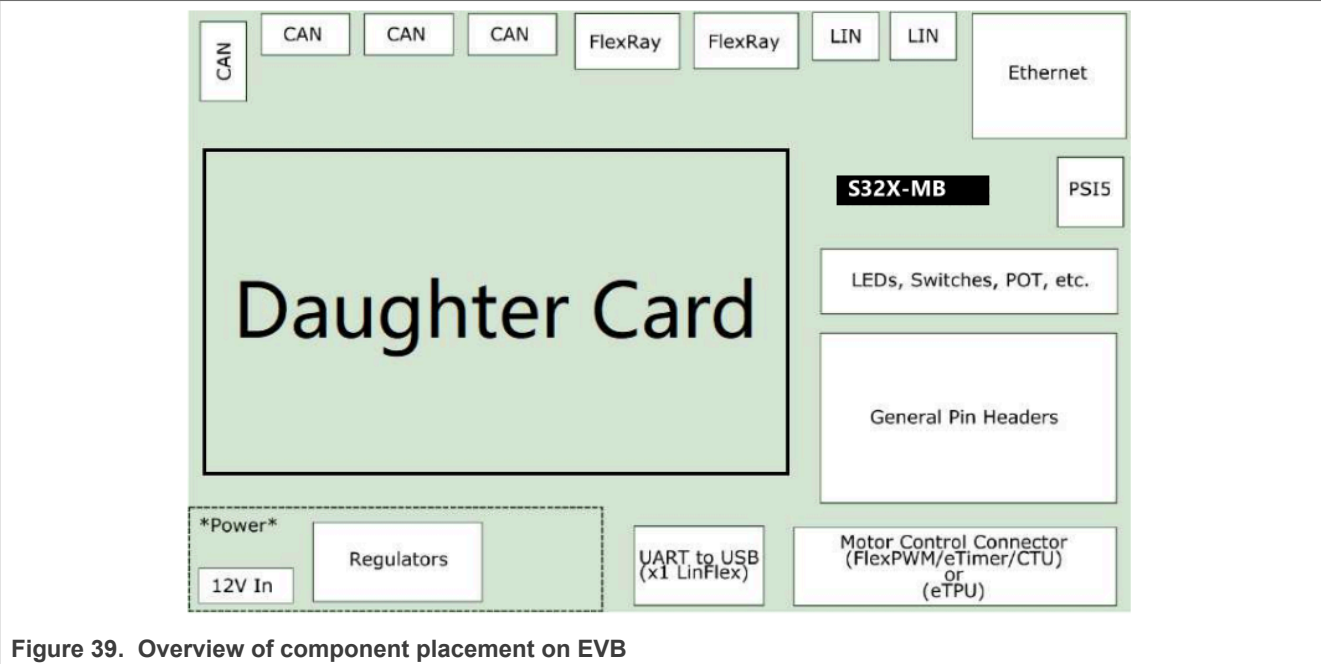 CAN
CAN
CAN
CAN
FlexRay
FlexRay
LIN
LIN
Ethernet
Daughter Card
S32X-MB
PSI5
LEDs, Switches, POT, etc.
General Pin Headers
*Power*
12V In
Regulators
UART to USB
(x1 LinFlex)
Motor Control Connector
(FlexPWM/eTimer/CTU)
or
(eTPU)
Figure 39. Overview of component placement on EVB